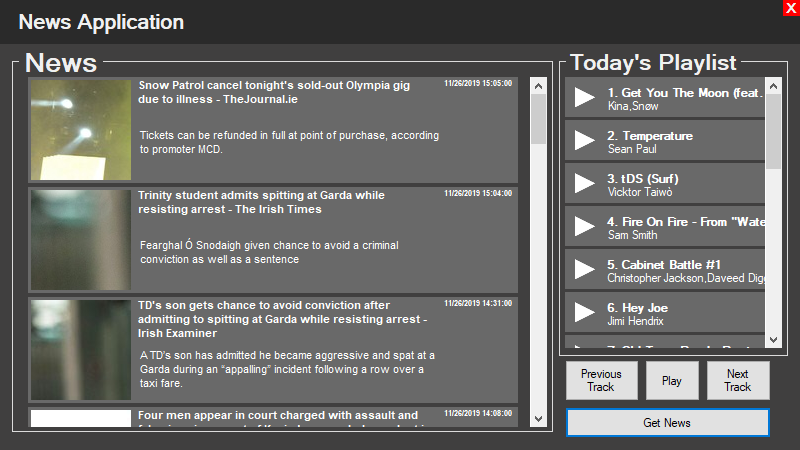 News Application
X
News
Snow Patrol cancel tonight's sold-out Olympia gig
due to illness - TheJournal.ie
11/26/2019 15:05:00
Tickets can be refunded in full at point of purchase, according
to promoter MCD.
Trinity student admits spitting at Garda while
resisting arrest - The Irish Times
11/26/2019 15:04:00
Fearghal Ó Snodaigh given chance to avoid a criminal
conviction as well as a sentence
TD's son gets chance to avoid conviction after
admitting to spitting at Garda while resisting arrest -
Irish Examiner
11/26/2019 14:31:00
A TD's son has admitted he became aggressive and spat at a
Garda during an “appalling” incident following a row over a
taxi fare.
Four men appear in court charged with assault and
11/26/2019 14:08:00
Today's Playlist
1. Get You The Moon (feat.
Kina,Snøw
2. Temperature
Sean Paul
3. tDS (Surf)
Vicktor Taiwò
4. Fire On Fire - From "Wate
Sam Smith
5. Cabinet Battle #1
Christopher Jackson,Daveed Digg
6. Hey Joe
Jimi Hendrix
Previous
Track
Play
Next
Track
Get News